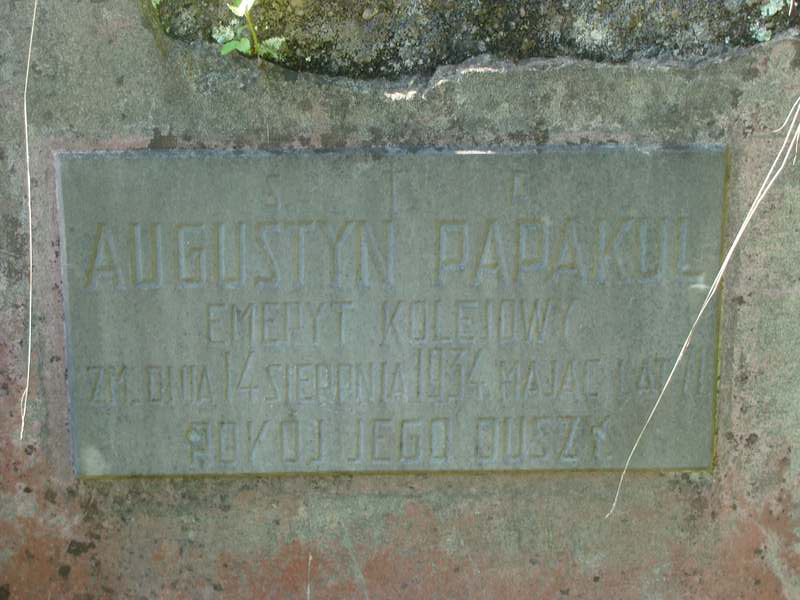 Ś P
AUGUSTYN PAPAKUL
EMERYT KOLEJOWY
ZM. DNIA 14 SIERPNIA 1934. MAJĄC LAT 71
POKÓJ JEGO DUSZY